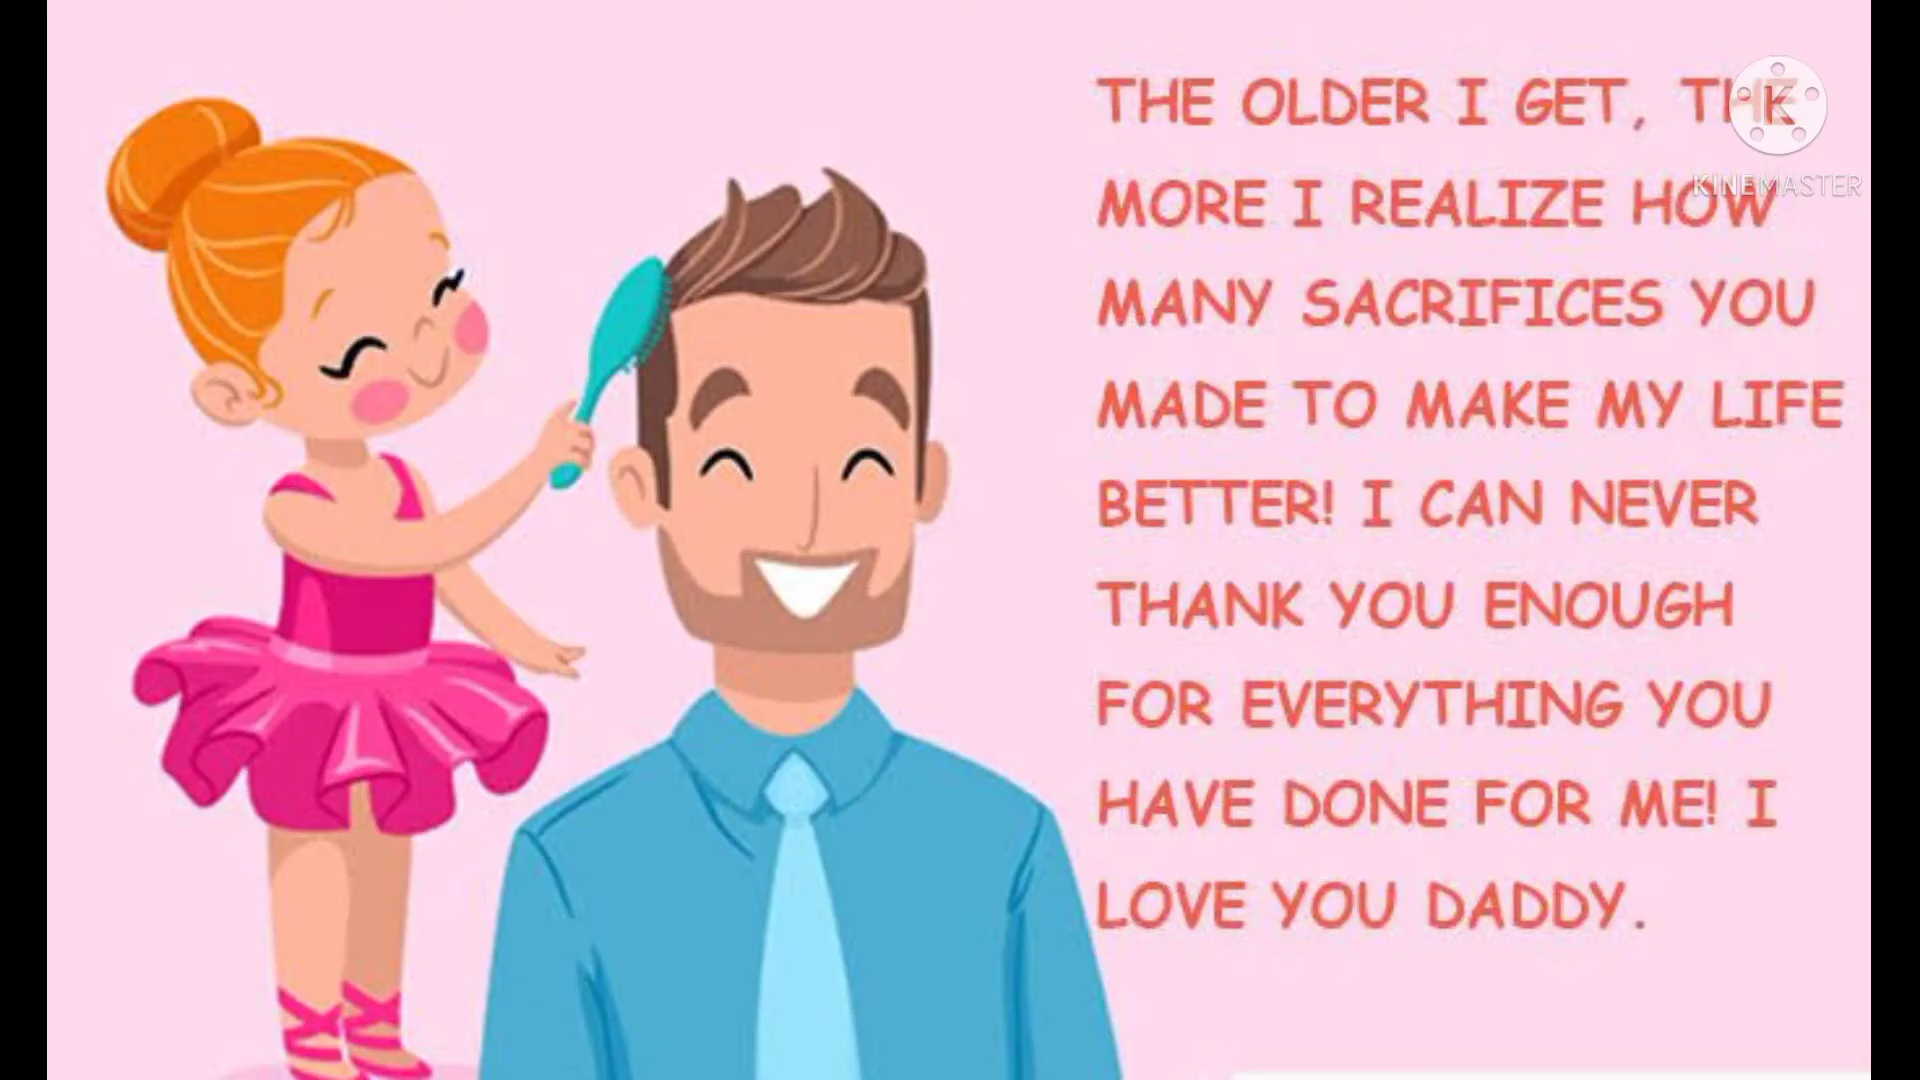 THE OLDER I GET, THE
MORE I REALIZE HOW
MANY SACRIFICES YOU
MADE TO MAKE MY LIFE
BETTER! I CAN NEVER
THANK YOU ENOUGH
FOR EVERYTHING YOU
HAVE DONE FOR ME! I
LOVE YOU DADDY.
K
KINEMASTER